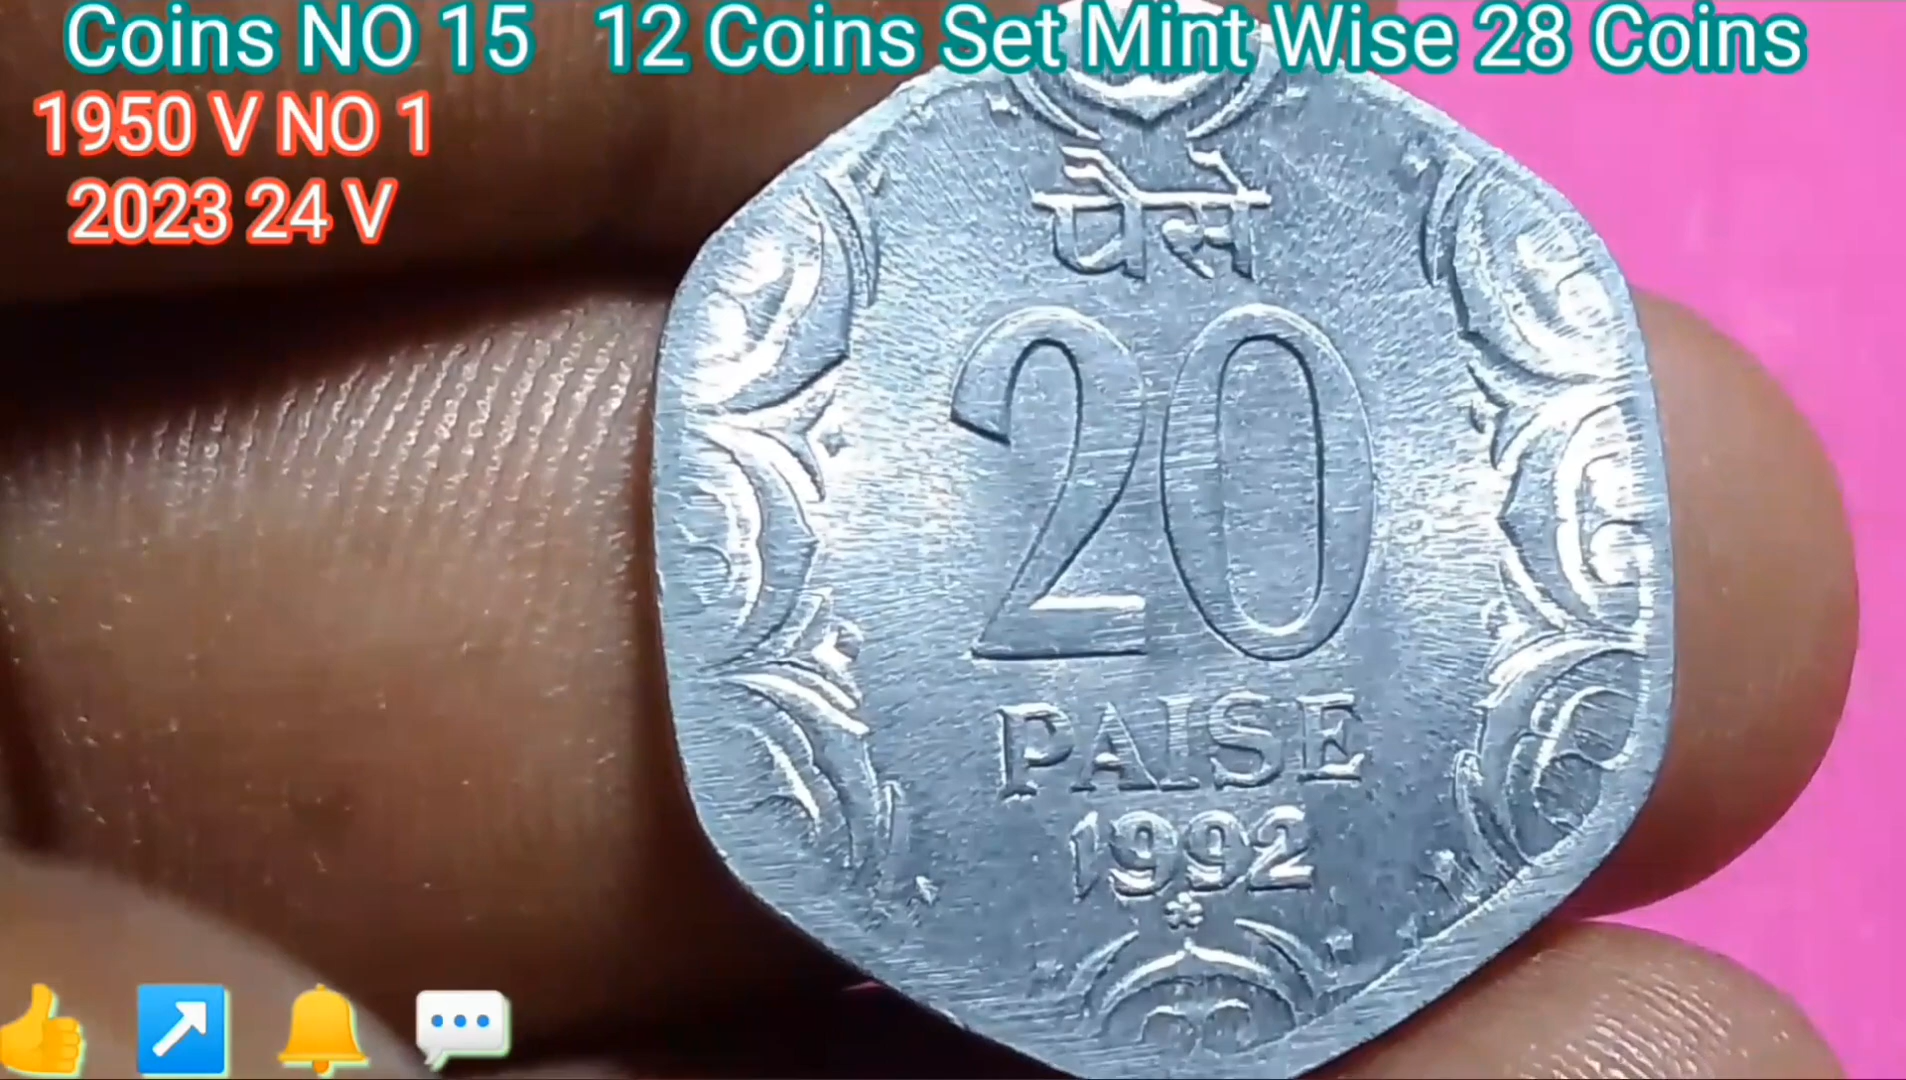 Coins NO 15 12 Coins Set Mint Wise 28 Coins
1950 V NO 1
2023 24 V
पैसे
20
PAISE
1992